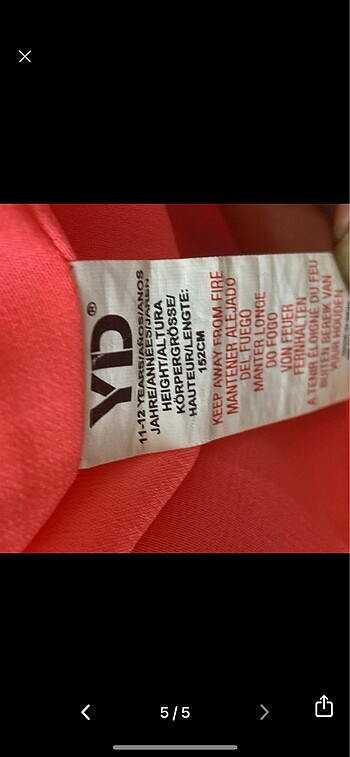 YD®
11-12 YEARS/AÑOS/ANOS
JAHRE/ANNÉES/JAREN
HEIGHT/ALTURA
KÖRPERGRÖSSE/
HAUTEUR/LENGTE:
152CM
KEEP AWAY FROM FIRE
MANTENER ALEJADO
DEL FUEGO
MANTER LONGE
DO FOGO
VON FEUER
FERNHALTEN
A TENIR ÉLOIGNÉ DU FEU
BUITEN BEREIK VAN
VUUR HOUDEN
5/5